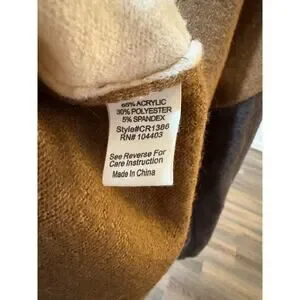 65% ACRYLIC
30% POLYESTER
5% SPANDEX
Style#CR1386
RN# 104403
See Reverse For
Care Instruction
Made In China